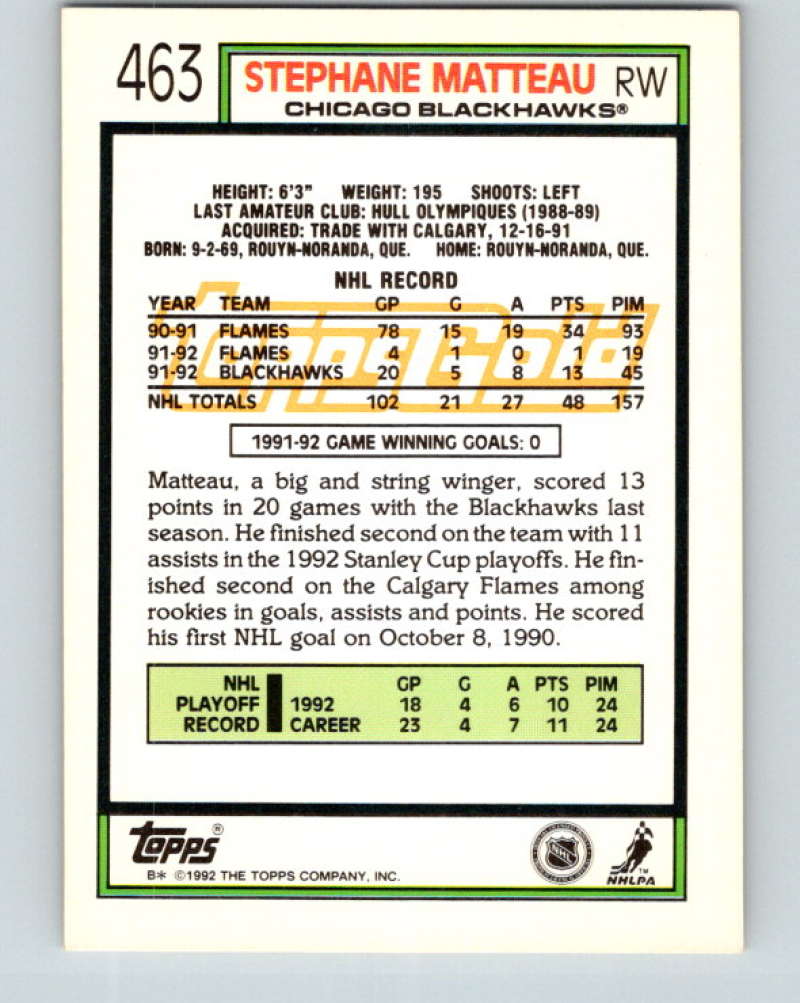 463 STEPHANE MATTEAU RW
CHICAGO BLACKHAWKS®
HEIGHT: 6'3" WEIGHT: 195 SHOOTS: LEFT
LAST AMATEUR CLUB: HULL OLYMPIQUES (1988-89)
ACQUIRED: TRADE WITH CALGARY, 12-16-91
BORN: 9-2-69, ROUYN-NORANDA, QUE. HOME: ROUYN-NORANDA, QUE.
NHL RECORD
YEAR TEAM GP G A PTS PIM
90-91 FLAMES 78 15 19 34 93
91-92 FLAMES 4 1 0 1 19
91-92 BLACKHAWKS 20 5 8 13 45
NHL TOTALS 102 21 27 48 157
ToppsGold
1991-92 GAME WINNING GOALS: 0
Matteau, a big and string winger, scored 13
points in 20 games with the Blackhawks last
season. He finished second on the team with 11
assists in the 1992 Stanley Cup playoffs. He fin-
ished second on the Calgary Flames among
rookies in goals, assists and points. He scored
his first NHL goal on October 8, 1990.
NHL GP G A PTS PIM
PLAYOFF 1992 18 4 6 10 24
RECORD CAREER 23 4 7 11 24
TOPPS®
B* ©1992 THE TOPPS COMPANY, INC.
NHL
NHLPA™